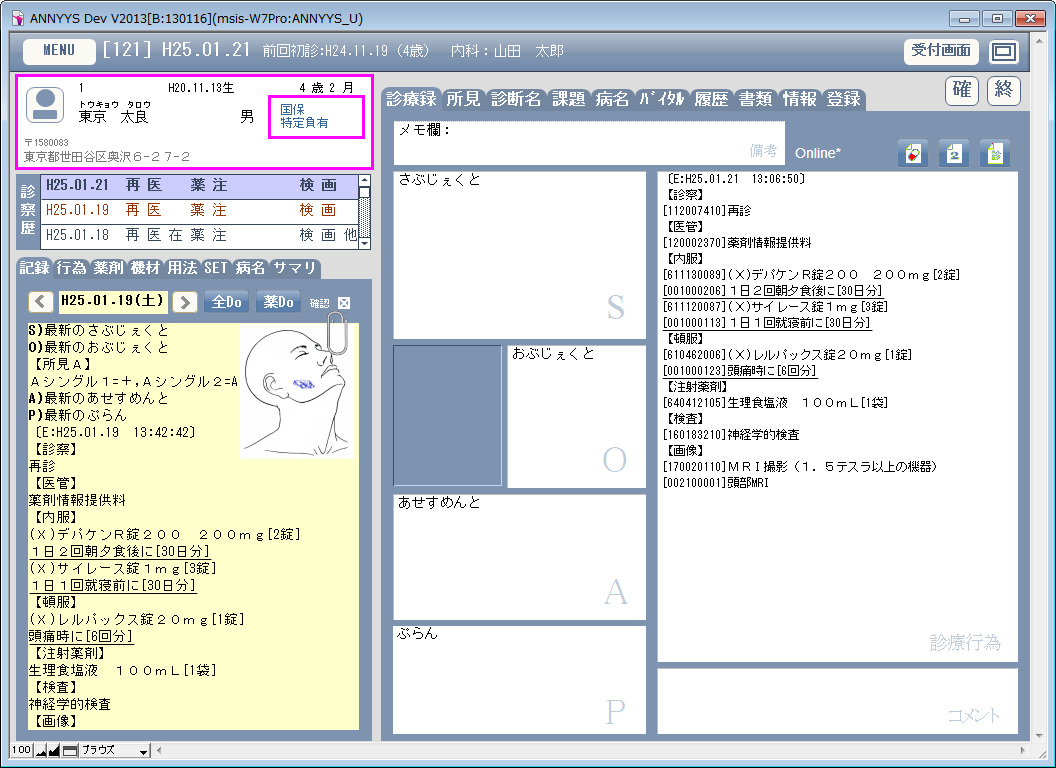 ANNYYS Dev V2013[B:130116](msis-W7Pro:ANNYYS_U)
MENU
[121] H25.01.21 前回初診:H24.11.19 (4歳) 内科：山田 太郎
受付画面
1 H20.11.13生 4 歳 2 月
トウキョウ タロウ
東京 太良 男
国保
特定負有
〒1580083
東京都世田谷区奥沢６－２７－２
確
終
診療録 所見 診断名 課題 病名 ﾊﾞｲﾀﾙ 履歴 書類 情報 登録
メモ欄：
備考
Online*
診察歴
H25.01.21 再 医 薬 注 検 画
H25.01.19 再 医 薬 注 検 画
H25.01.18 再 医 在 薬 注 検 画 他
記録 行為 薬剤 機材 用法 SET 病名 サマリ
H25.01.19(土)
全Do
薬Do
確認
S)最新のさぶじぇくと
O)最新のおぶじぇくと
【所見Ａ】
Ａシングル１=＋,Ａシングル２=A
A)最新のあせすめんと
P)最新のぷらん
〔E:H25.01.19 13:42:42〕
【診察】
再診
【医管】
薬剤情報提供料
【内服】
(Ｘ)デパケンＲ錠２００ ２００ｍｇ[2錠]
１日２回朝夕食後に[30日分]
(Ｘ)サイレース錠１ｍｇ[3錠]
１日１回就寝前に[30日分]
【頓服】
(Ｘ)レルパックス錠２０ｍｇ[1錠]
頭痛時に[6回分]
【注射薬剤】
生理食塩液 １００ｍＬ[1袋]
【検査】
神経学的検査
【画像】
さぶじぇくと
S
おぶじぇくと
O
あせすめんと
A
ぷらん
P
〔E:H25.01.21 13:06:50〕
【診察】
[112007410]再診
【医管】
[120002370]薬剤情報提供料
【内服】
[611130089](Ｘ)デパケンＲ錠２００ ２００ｍｇ[2錠]
[001000206]１日２回朝夕食後に[30日分]
[611120087](Ｘ)サイレース錠１ｍｇ[3錠]
[001000113]１日１回就寝前に[30日分]
【頓服】
[610462006](Ｘ)レルパックス錠２０ｍｇ[1錠]
[001000123]頭痛時に[6回分]
【注射薬剤】
[640412105]生理食塩液 １００ｍＬ[1袋]
【検査】
[160183210]神経学的検査
【画像】
[170020110]ＭＲＩ撮影（１．５テスラ以上の機器）
[002100001]頭部MRI
診療行為
コメント
100 ブラウズ